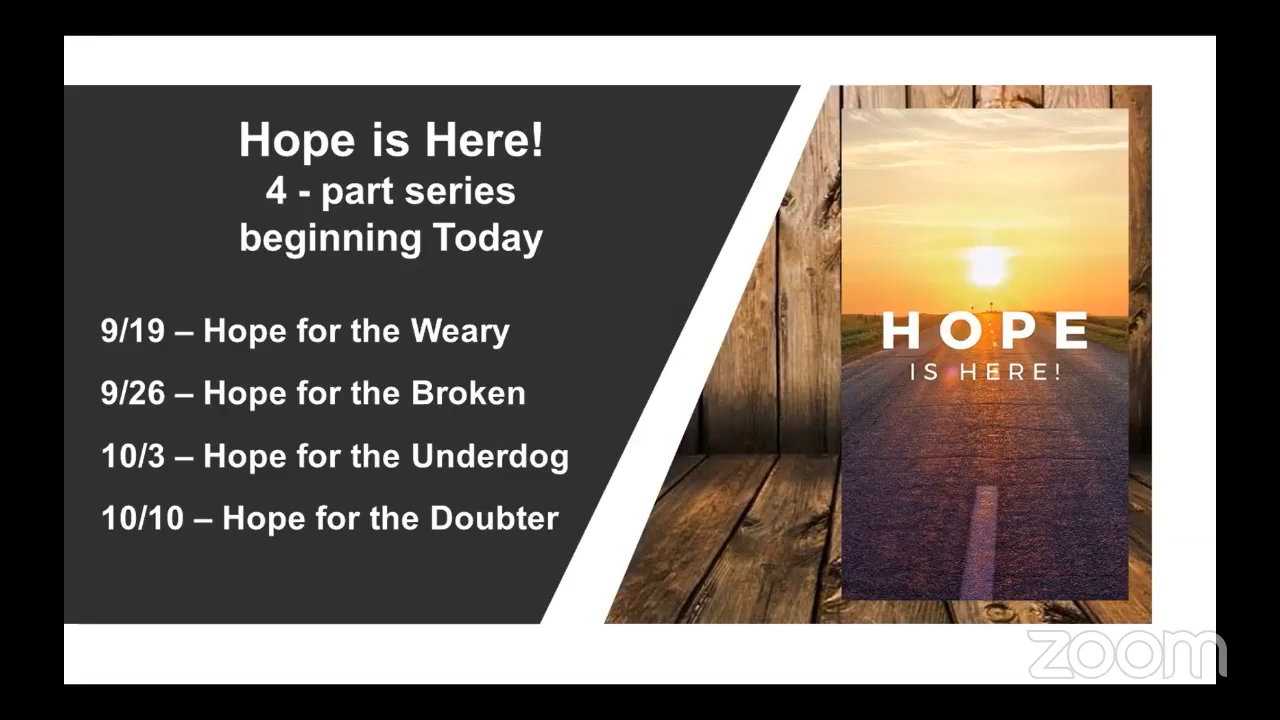 Hope is Here!
4 - part series
beginning Today
9/19 – Hope for the Weary
9/26 – Hope for the Broken
10/3 – Hope for the Underdog
10/10 – Hope for the Doubter
HOPE
IS HERE!
zoom